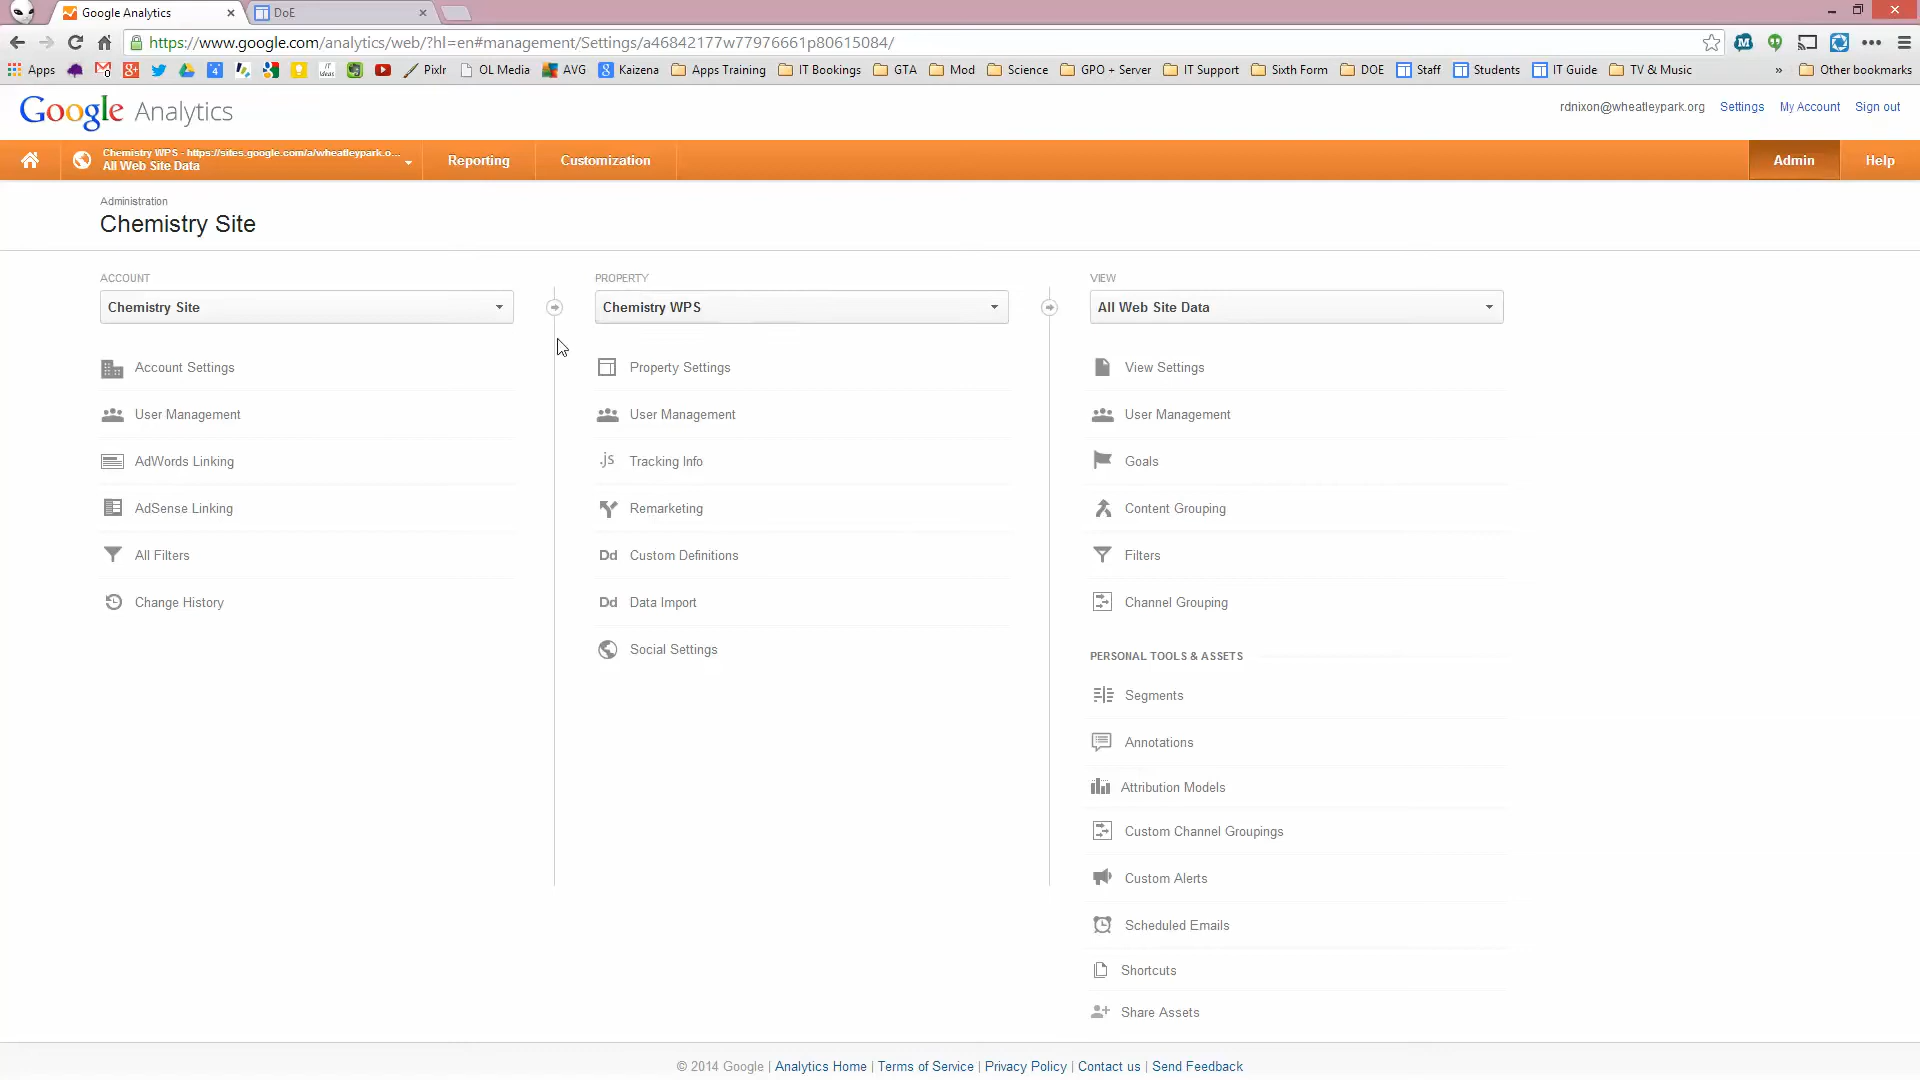 Google Analytics
DoE
https://www.google.com/analytics/web/?hl=en#management/Settings/a46842177w77976661p80615084/
Apps
Pixlr
OL Media
AVG
Kaizena
Apps Training
IT Bookings
GTA
Mod
Science
GPO + Server
IT Support
Sixth Form
DOE
Staff
Students
IT Guide
TV & Music
»
Other bookmarks
Google Analytics
rdnixon@wheatleypark.org
Settings
My Account
Sign out
Chemistry WPS - https://sites.google.com/a/wheatleypark.o...
All Web Site Data
Reporting
Customization
Admin
Help
Administration
Chemistry Site
ACCOUNT
Chemistry Site
Account Settings
User Management
AdWords Linking
AdSense Linking
All Filters
Change History
PROPERTY
Chemistry WPS
Property Settings
User Management
.js Tracking Info
Remarketing
Dd Custom Definitions
Dd Data Import
Social Settings
VIEW
All Web Site Data
View Settings
User Management
Goals
Content Grouping
Filters
Channel Grouping
PERSONAL TOOLS & ASSETS
Segments
Annotations
Attribution Models
Custom Channel Groupings
Custom Alerts
Scheduled Emails
Shortcuts
Share Assets
© 2014 Google | Analytics Home | Terms of Service | Privacy Policy | Contact us | Send Feedback